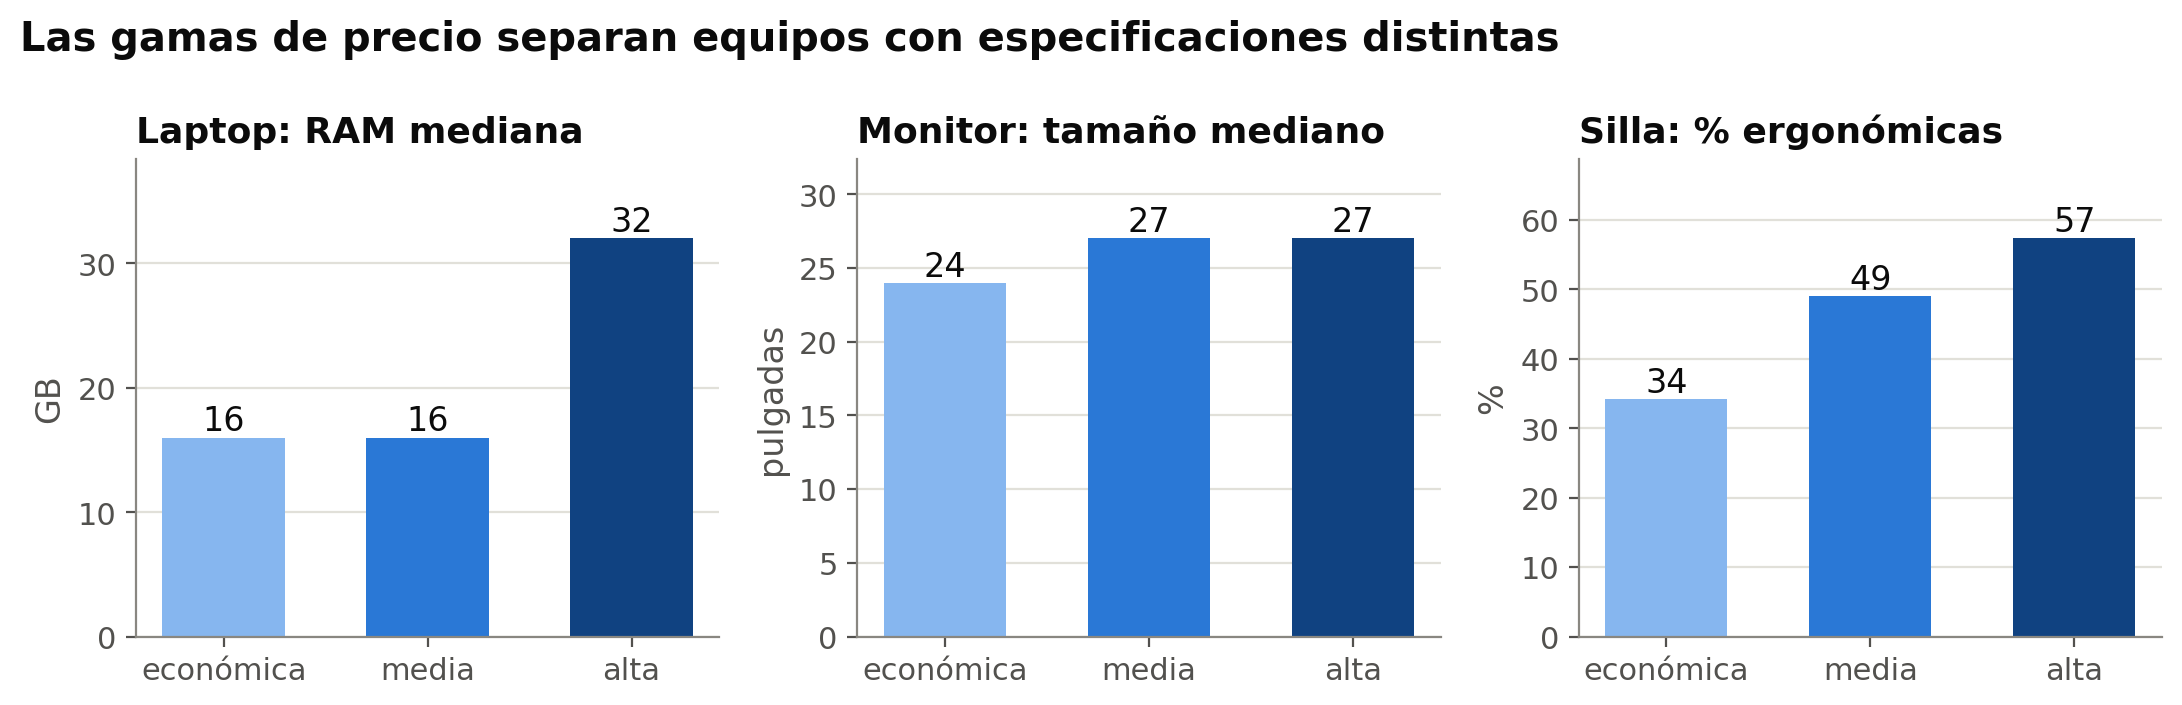 Las gamas de precio separan equipos con especificaciones distintas
Laptop: RAM mediana
GB
30
20
10
0
16
16
32
económica
media
alta
Monitor: tamaño mediano
pulgadas
30
25
20
15
10
5
0
24
27
27
económica
media
alta
Silla: % ergonómicas
%
60
50
40
30
20
10
0
34
49
57
económica
media
alta